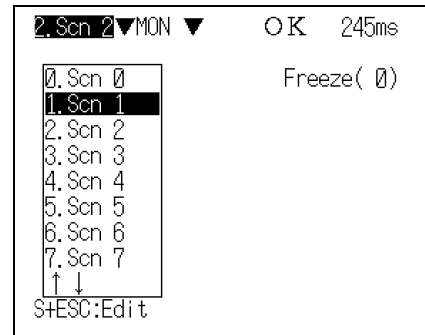 2.Scn 2▼MON ▼ OK 245ms
Freeze( 0)
0.Scn 0
1.Scn 1
2.Scn 2
3.Scn 3
4.Scn 4
5.Scn 5
6.Scn 6
7.Scn 7
↑ ↓
S+ESC:Edit